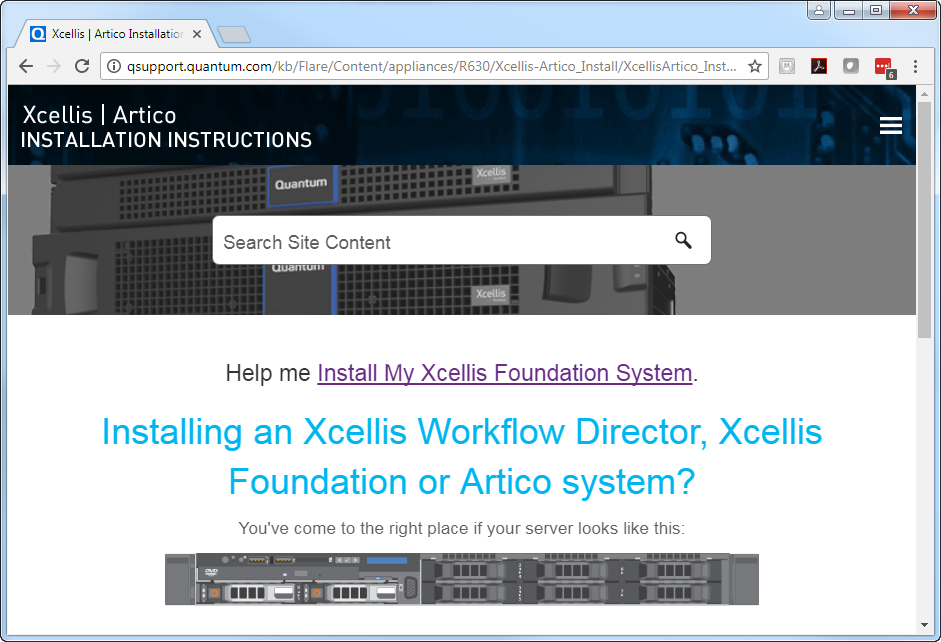 Xcellis | Artico Installation
qsupport.quantum.com/kb/Flare/Content/appliances/R630/Xcellis-Artico_Install/XcellisArtico_Inst...
6
Xcellis | Artico
INSTALLATION INSTRUCTIONS
Quantum
Xcellis
Search Site Content
Quantum
Xcellis
Help me Install My Xcellis Foundation System.
Installing an Xcellis Workflow Director, Xcellis
Foundation or Artico system?
You've come to the right place if your server looks like this: